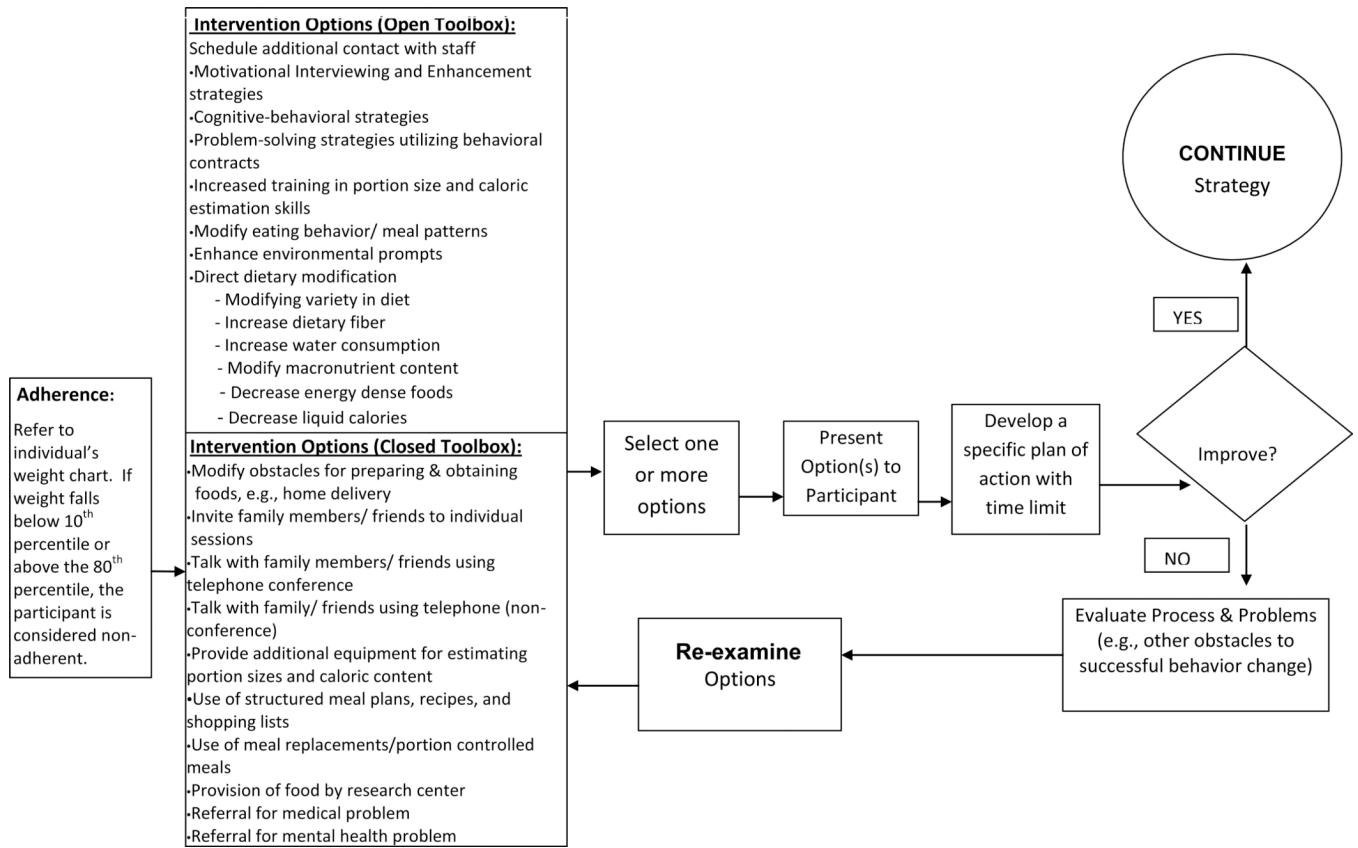 Adherence:
Refer to
individual’s
weight chart.  If
weight falls
below 10th
percentile or
above the 80th
percentile, the
participant is
considered non-
adherent.
Intervention Options (Open Toolbox):
Schedule additional contact with staff
•Motivational Interviewing and Enhancement
strategies
•Cognitive-behavioral strategies
•Problem-solving strategies utilizing behavioral
contracts
•Increased training in portion size and caloric
estimation skills
•Modify eating behavior/ meal patterns
•Enhance environmental prompts
•Direct dietary modification
- Modifying variety in diet
- Increase dietary fiber
- Increase water consumption
- Modify macronutrient content
- Decrease energy dense foods
- Decrease liquid calories
Intervention Options (Closed Toolbox):
•Modify obstacles for preparing & obtaining
foods, e.g., home delivery
•Invite family members/ friends to individual
sessions
•Talk with family members/ friends using
telephone conference
•Talk with family/ friends using telephone (non-
conference)
•Provide additional equipment for estimating
portion sizes and caloric content
•Use of structured meal plans, recipes, and
shopping lists
•Use of meal replacements/portion controlled
meals
•Provision of food by research center
•Referral for medical problem
•Referral for mental health problem
Select one
or more
options
Present
Option(s) to
Participant
Develop a
specific plan of
action with
time limit
Improve?
YES
CONTINUE
Strategy
NO
Evaluate Process & Problems
(e.g., other obstacles to
successful behavior change)
Re-examine
Options